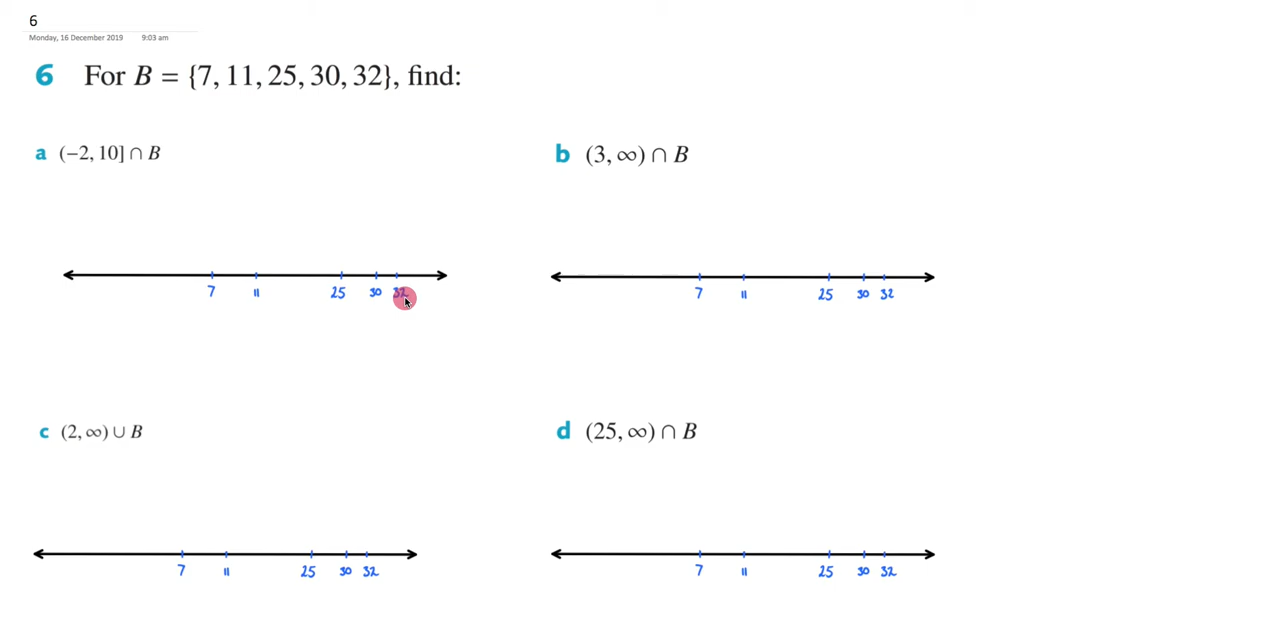 6
Monday, 16 December 2019 9:03 am
6 For B = {7, 11, 25, 30, 32}, find:
a (−2, 10] ∩ B
b (3, ∞) ∩ B
7 11 25 30 32
7 11 25 30 32
c (2, ∞) ∪ B
d (25, ∞) ∩ B
7 11 25 30 32
7 11 25 30 32